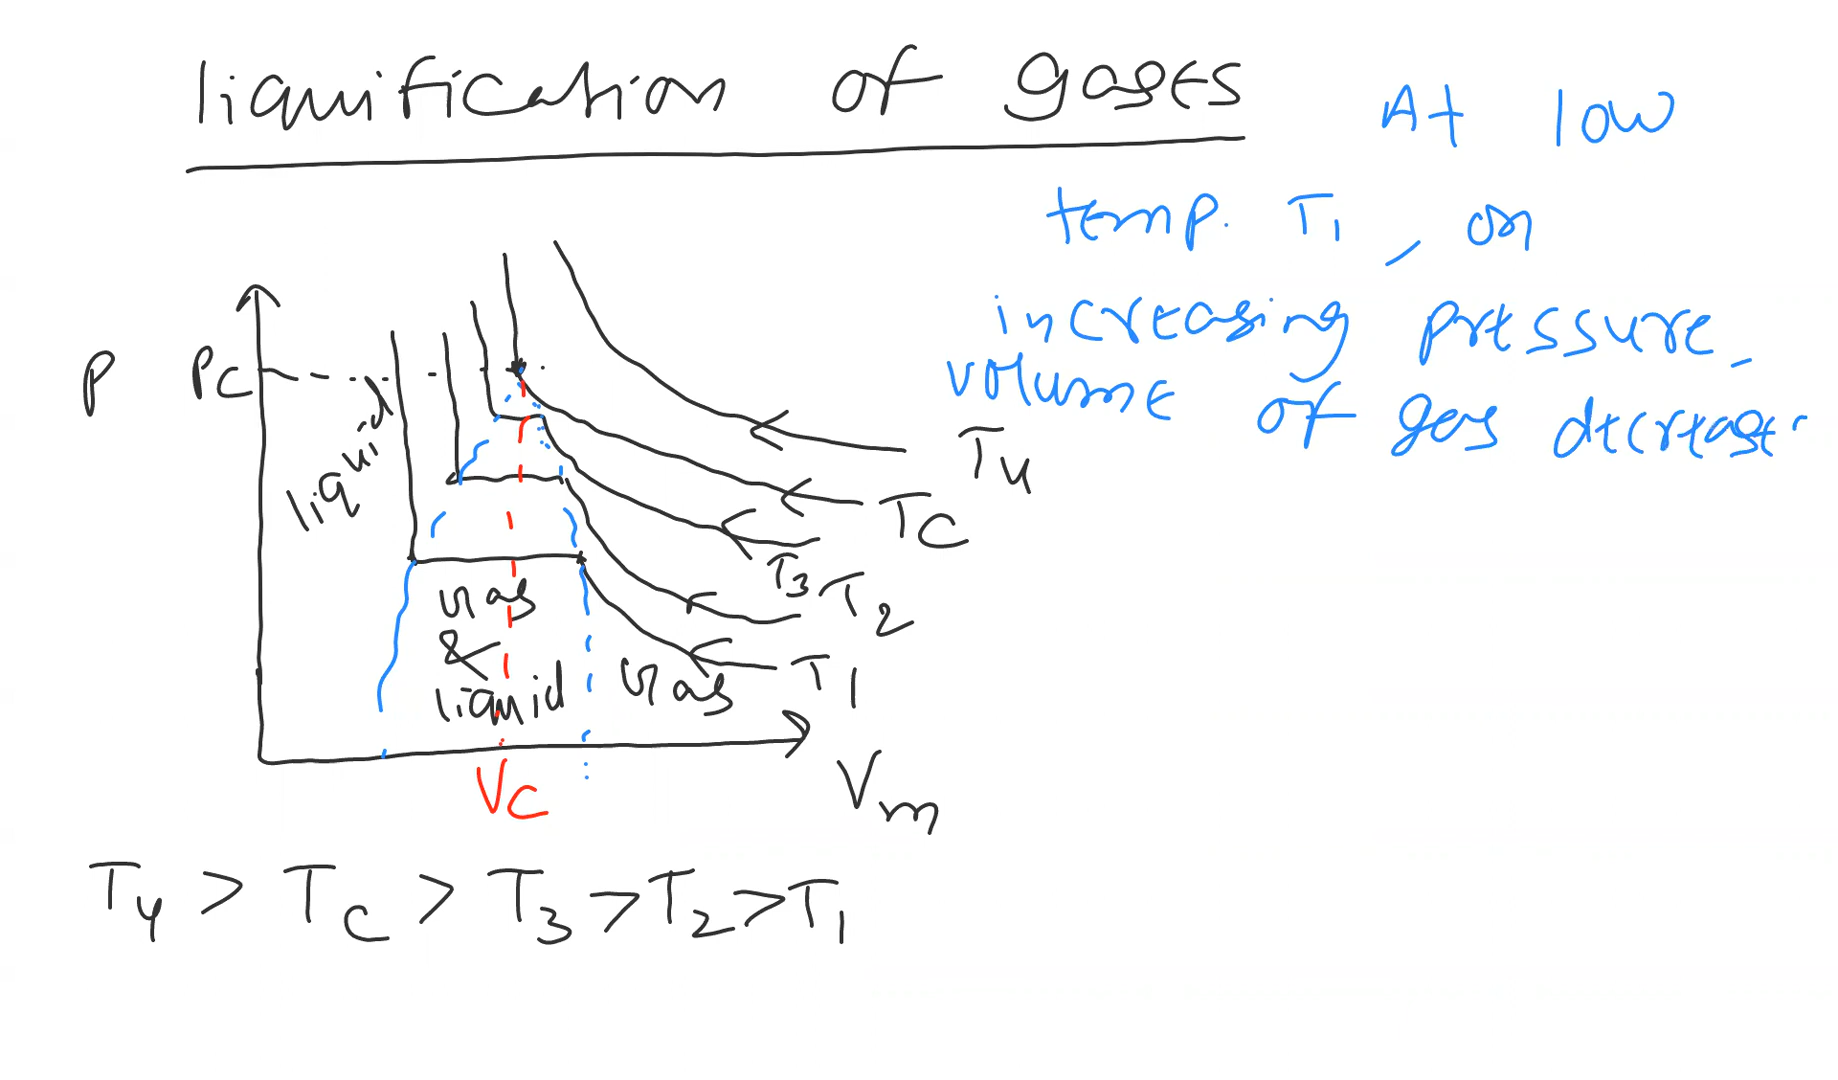 liquification of gases
At low
temp. T1, on
increasing pressure,
volume of gas decreases
P
PC
liquid
T4
TC
T3
T2
T1
Gas
&
liquid
Gas
VC
Vm
T4 > TC > T3 > T2 > T1